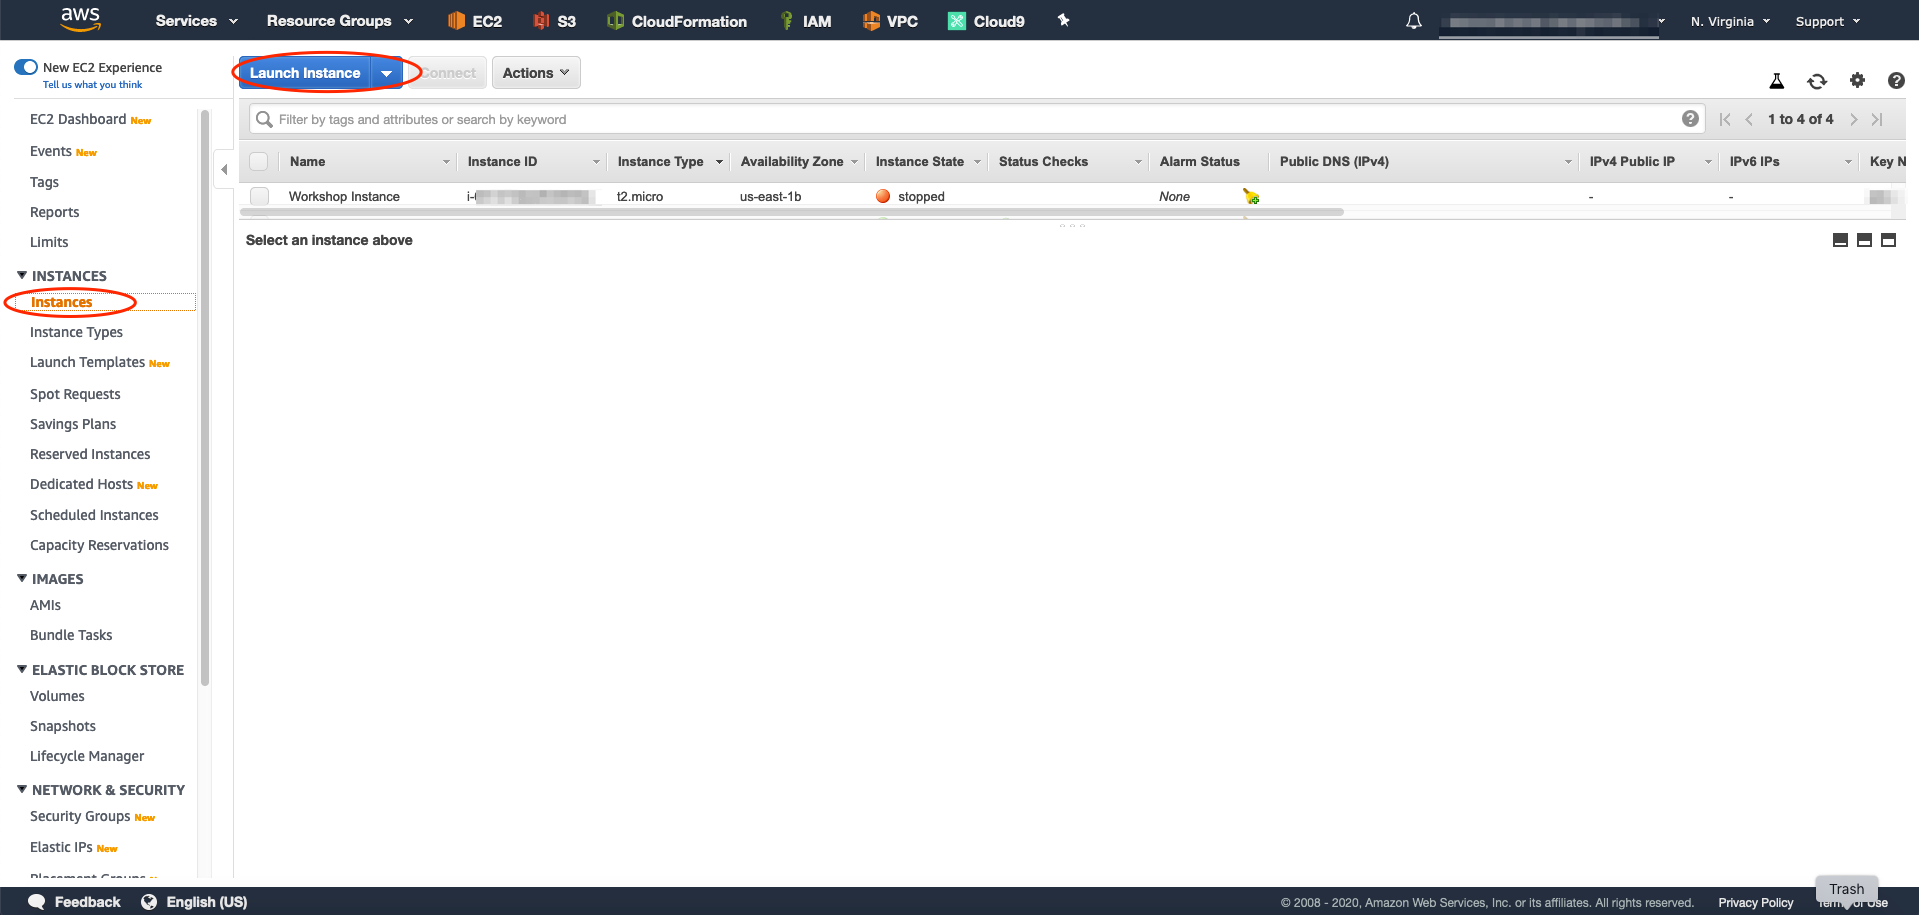 aws Services Resource Groups EC2 S3 CloudFormation IAM VPC Cloud9 N. Virginia Support
New EC2 Experience
Tell us what you think
Launch Instance Connect Actions
Filter by tags and attributes or search by keyword 1 to 4 of 4
Name Instance ID Instance Type Availability Zone Instance State Status Checks Alarm Status Public DNS (IPv4) IPv4 Public IP IPv6 IPs Key N
Workshop Instance i- t2.micro us-east-1b stopped None - -
Select an instance above
EC2 Dashboard New
Events New
Tags
Reports
Limits
INSTANCES
Instances
Instance Types
Launch Templates New
Spot Requests
Savings Plans
Reserved Instances
Dedicated Hosts New
Scheduled Instances
Capacity Reservations
IMAGES
AMIs
Bundle Tasks
ELASTIC BLOCK STORE
Volumes
Snapshots
Lifecycle Manager
NETWORK & SECURITY
Security Groups New
Elastic IPs New
Placement Groups
Trash
Feedback English (US) © 2008 - 2020, Amazon Web Services, Inc. or its affiliates. All rights reserved. Privacy Policy Terms of Use